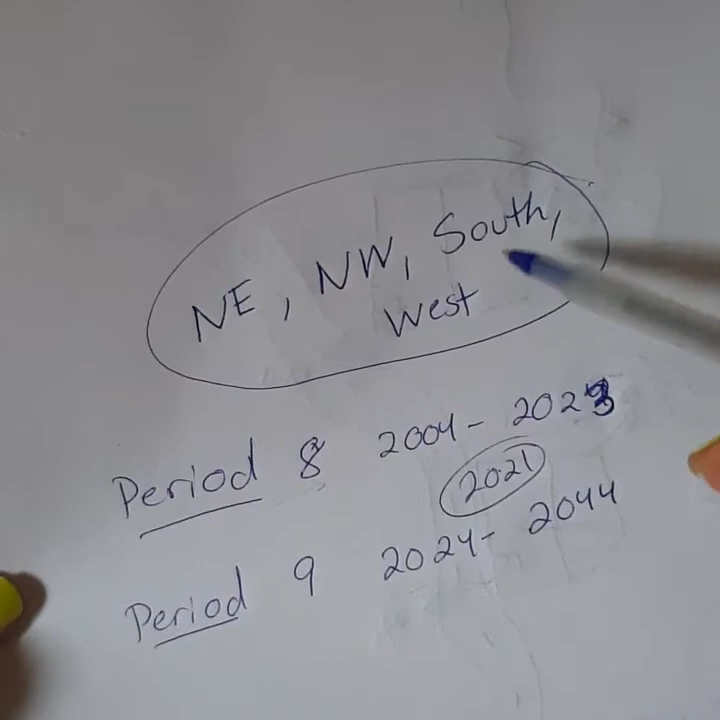 NE, NW, South,
West
Period 8 2004 - 2023
2021
Period 9 2024 - 2044